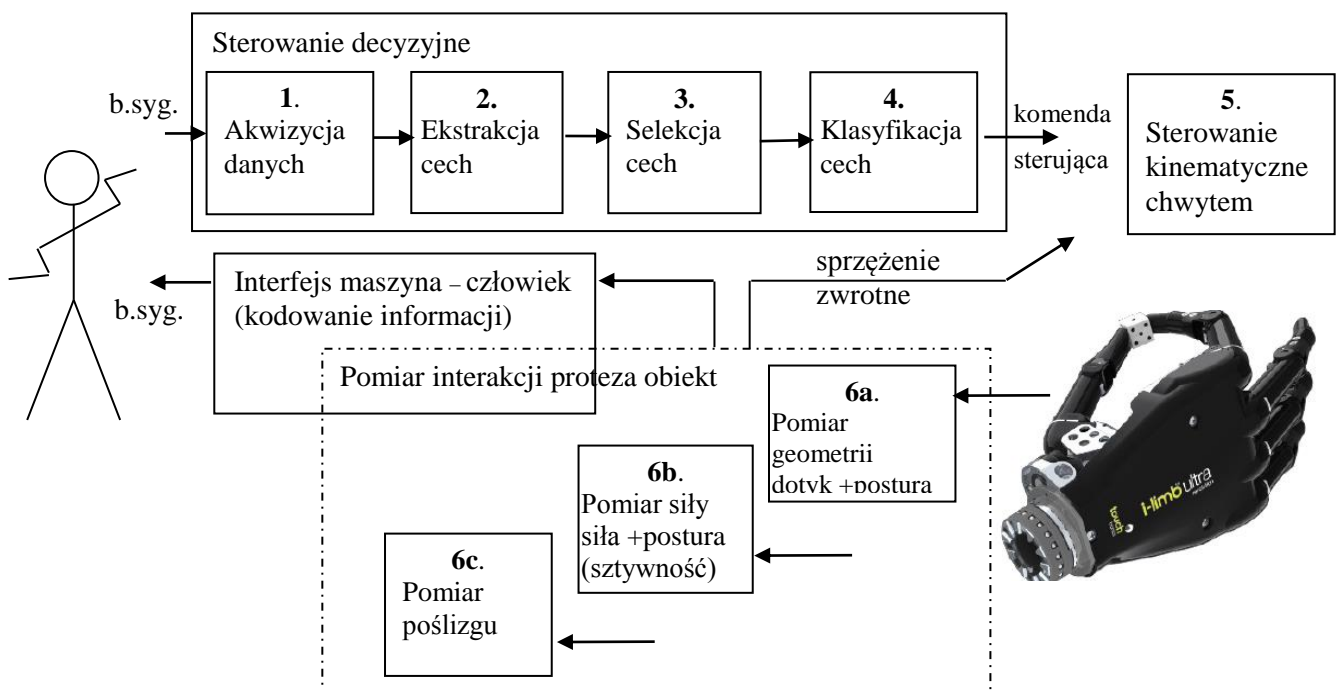 Sterowanie decyzyjne
b.syg.
1.
Akwizycja
danych
2.
Ekstrakcja
cech
3.
Selekcja
cech
4.
Klasyfikacja
cech
komenda
sterująca
5.
Sterowanie
kinematyczne
chwytem
Interfejs maszyna – człowiek
(kodowanie informacji)
b.syg.
sprzężenie
zwrotne
Pomiar interakcji proteza obiekt
6a.
Pomiar
geometrii
dotyk +postura
6b.
Pomiar siły
siła +postura
(sztywność)
6c.
Pomiar
poślizgu
touch
i-limb ultra